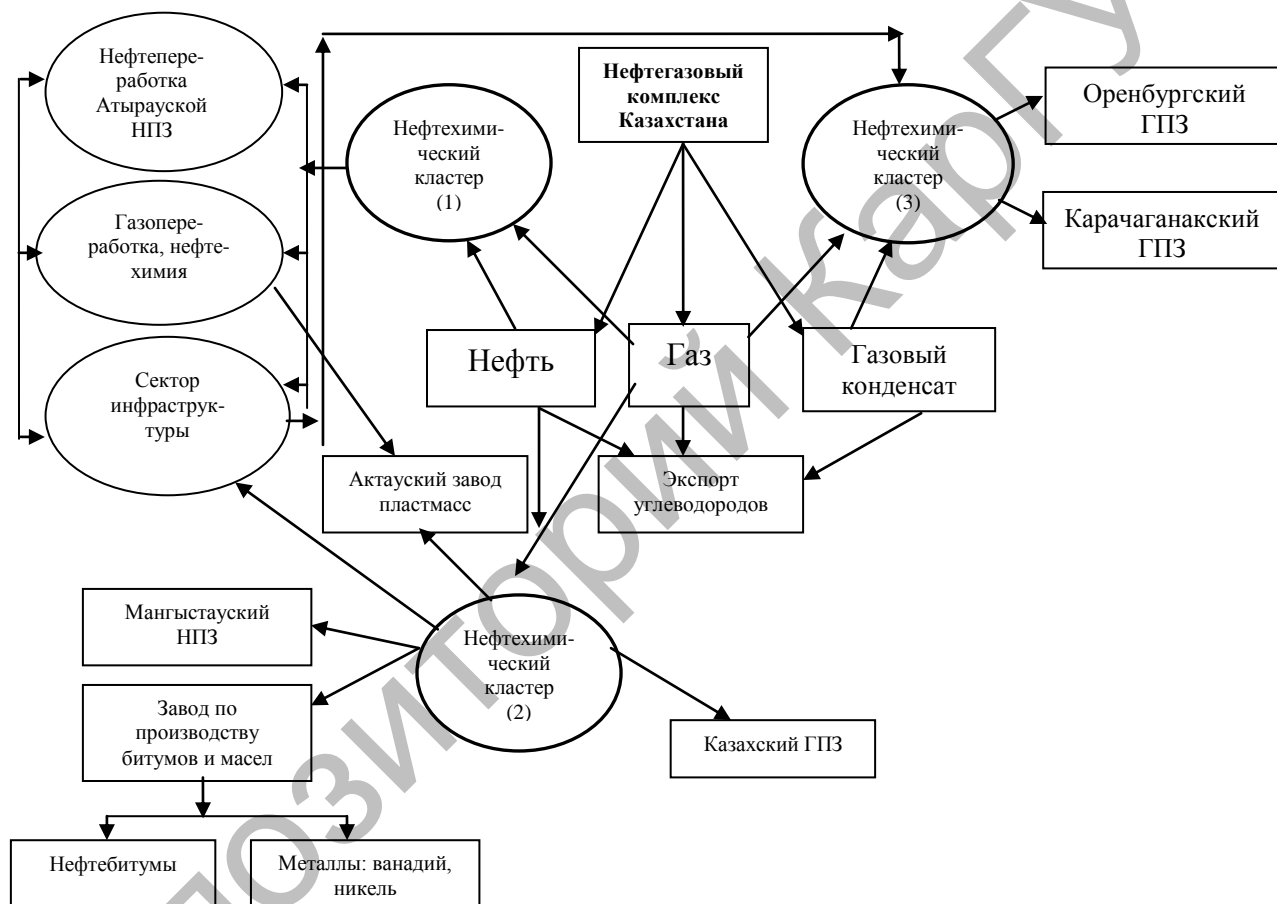 Нефтепере-
работка
Атырауской
НПЗ
Нефтехими-
ческий
кластер
(1)
Нефтегазовый
комплекс
Казахстана
Нефтехими-
ческий
кластер
(3)
Оренбургский
ГПЗ
Карачаганакский
ГПЗ
Газопере-
работка, нефте-
химия
Нефть
Газ
Газовый
конденсат
Сектор
инфраструк-
туры
Актауский завод
пластмасс
Экспорт
углеводородов
Мангыстауский
НПЗ
Нефтехими-
ческий
кластер
(2)
Завод по
производству
битумов и масел
Казахский ГПЗ
Нефтебитумы
Металлы: ванадий,
никель
позиторий КарГУ